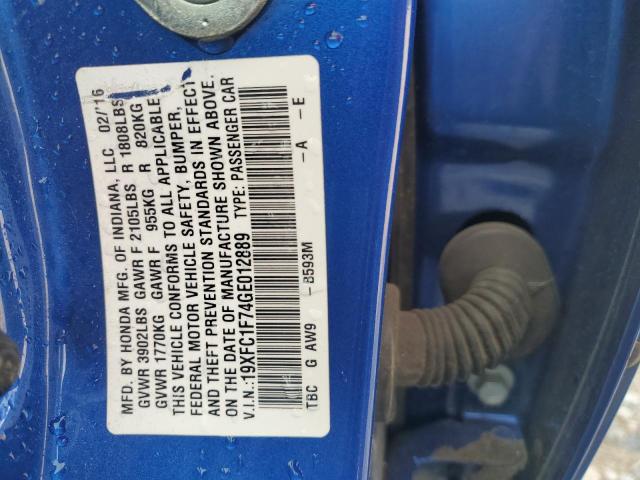 MFD. BY HONDA MFG. OF INDIANA, LLC 02/'16
GVWR 3902LBS GAWR F 2105LBS R 1808LBS
GVWR 1770KG GAWR F 955KG R 820KG
THIS VEHICLE CONFORMS TO ALL APPLICABLE
FEDERAL MOTOR VEHICLE SAFETY, BUMPER,
AND THEFT PREVENTION STANDARDS IN EFFECT
ON THE DATE OF MANUFACTURE SHOWN ABOVE.
V.I.N.:19XFC1F74GE012889 TYPE: PASSENGER CAR
TBC G AW9 - B593M - A - E